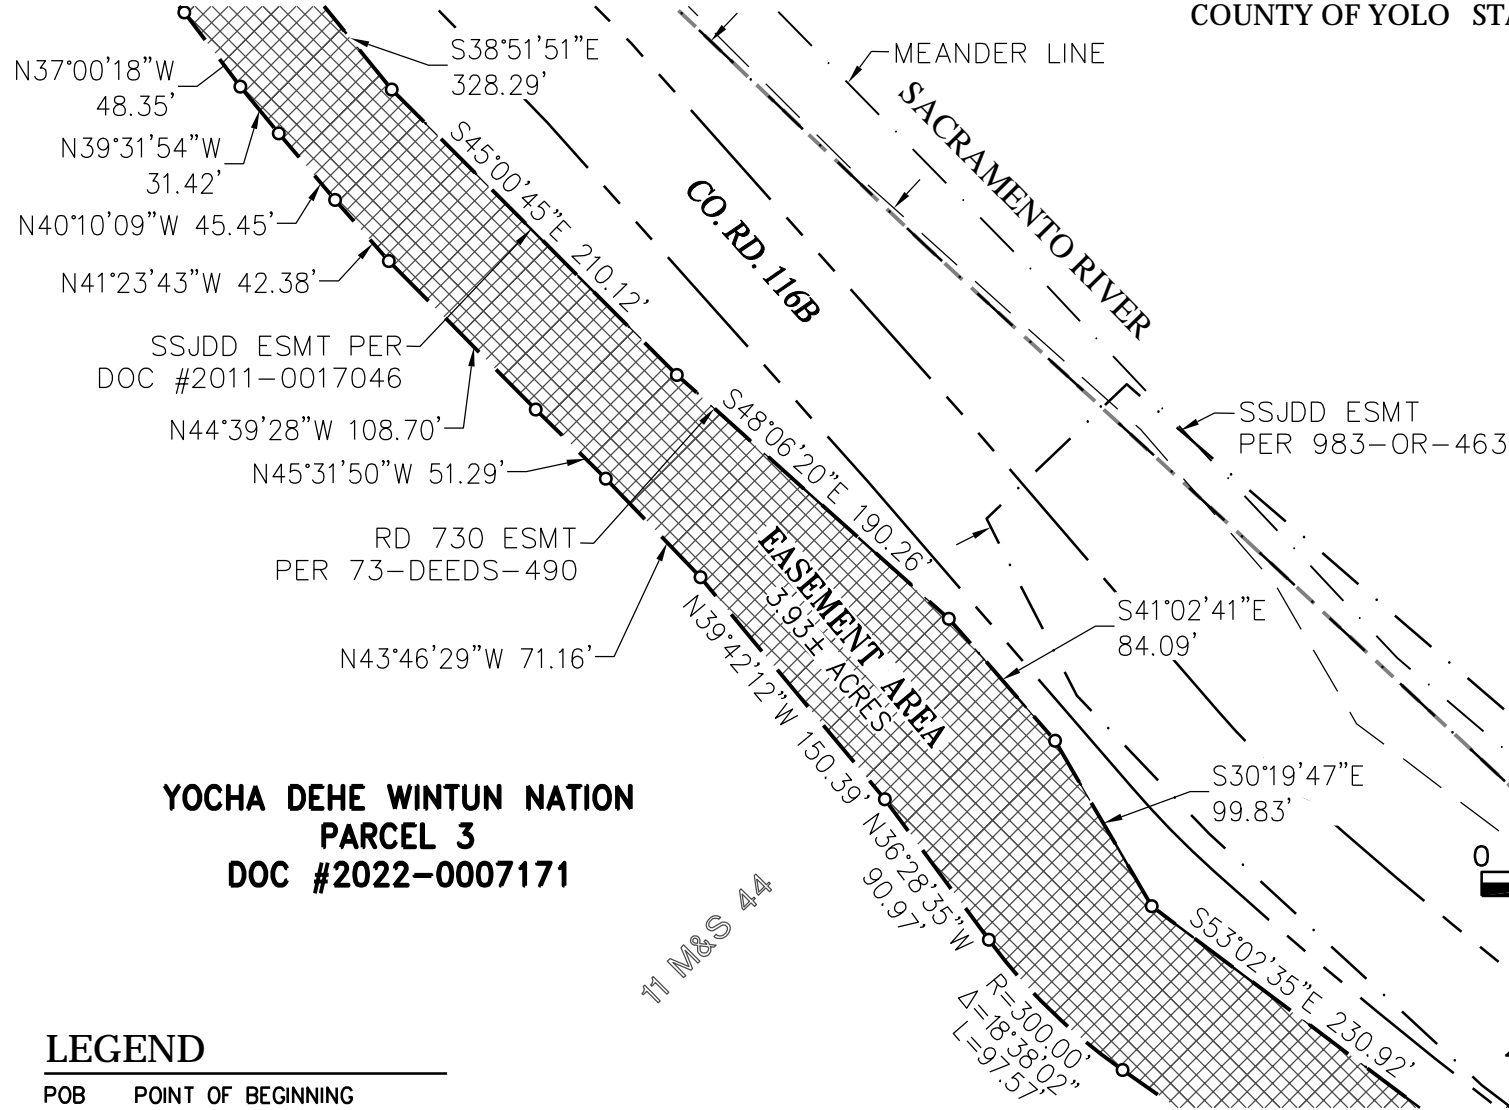 COUNTY OF YOLO
N37°00'18"W
48.35'
S38°51'51"E
328.29'
MEANDER LINE
SACRAMENTO RIVER
N39°31'54"W
31.42'
S45°00'45"E 210.12'
CO. RD. 116B
N40°10'09"W 45.45'
N41°23'43"W 42.38'
SSJDD ESMT PER
DOC #2011-0017046
N44°39'28"W 108.70'
S48°06'20"E 190.26'
SSJDD ESMT
PER 983-OR-463
N45°31'50"W 51.29'
RD 730 ESMT
PER 73-DEEDS-490
EASEMENT AREA
3.93± ACRES
S41°02'41"E
84.09'
N43°46'29"W 71.16'
N39°42'12"W 150.39'
S30°19'47"E
99.83'
YOCHA DEHE WINTUN NATION
PARCEL 3
DOC #2022-0007171
N36°28'35"W
90.97'
0
11 M&S 44
S53°02'35"E 230.92'
R=300.00'
Δ=18°38'02"
L=97.57'
LEGEND
POB POINT OF BEGINNING